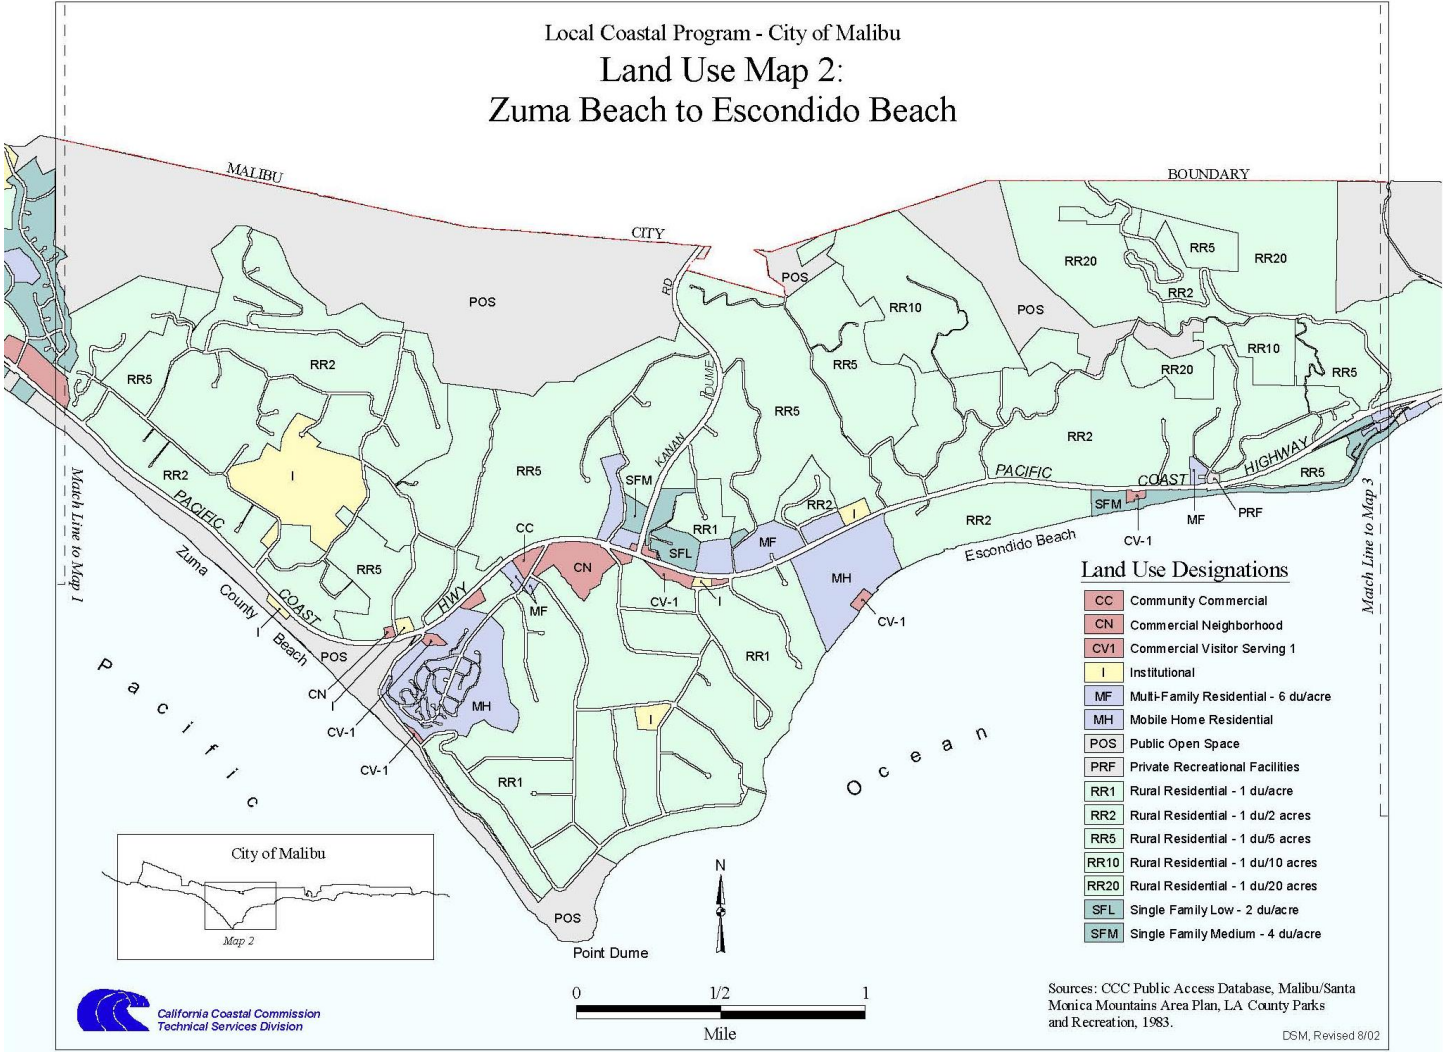 Local Coastal Program - City of Malibu
Land Use Map 2:
Zuma Beach to Escondido Beach
MALIBU
CITY
BOUNDARY
POS
POS
POS
RR20
RR5
RR20
RR2
RR10
RR5
RR10
RR20
RR5
RR5
RR2
RD
DUME
KANAN
RR5
RR2
I
RR2
PACIFIC
COAST
HWY
RR5
SFM
RR1
SFL
MF
RR2
I
PACIFIC
COAST
HIGHWAY
RR2
RR5
SFM
CV-1
MF
PRF
RR2
Escondido Beach
Match Line to Map 1
Match Line to Map 3
Zuma
County
Beach
RR5
CC
CN
MF
CV-1
I
MH
CV-1
POS
CN
I
CV-1
CV-1
MH
RR1
I
RR1
POS
Point Dume
Pacific
Ocean
Land Use Designations
CC Community Commercial
CN Commercial Neighborhood
CV1 Commercial Visitor Serving 1
I Institutional
MF Multi-Family Residential - 6 du/acre
MH Mobile Home Residential
POS Public Open Space
PRF Private Recreational Facilities
RR1 Rural Residential - 1 du/acre
RR2 Rural Residential - 1 du/2 acres
RR5 Rural Residential - 1 du/5 acres
RR10 Rural Residential - 1 du/10 acres
RR20 Rural Residential - 1 du/20 acres
SFL Single Family Low - 2 du/acre
SFM Single Family Medium - 4 du/acre
City of Malibu
Map 2
N
0 1/2 1
Mile
California Coastal Commission
Technical Services Division
Sources: CCC Public Access Database, Malibu/Santa
Monica Mountains Area Plan, LA County Parks
and Recreation, 1983.
DSM, Revised 8/02